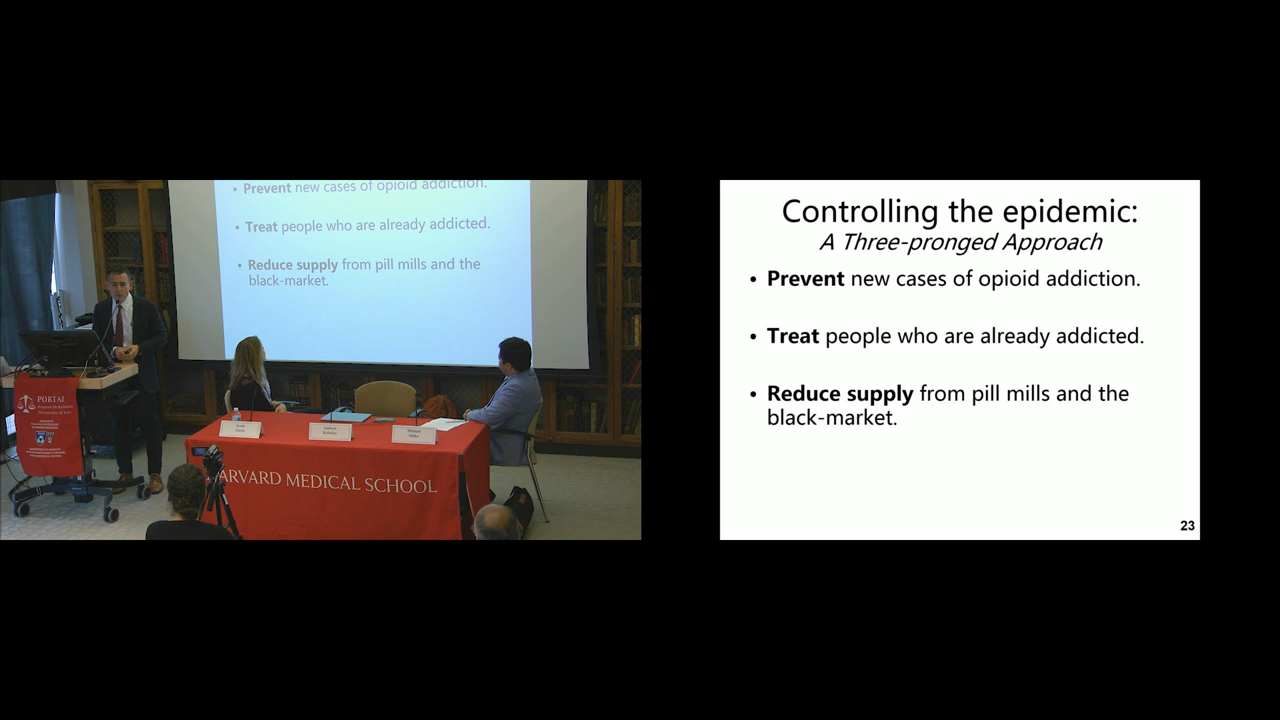 Prevent new cases of opioid addiction.
Treat people who are already addicted.
Reduce supply from pill mills and the
black-market.
PORTAL
HARVARD MEDICAL SCHOOL
Controlling the epidemic:
A Three-pronged Approach
• Prevent new cases of opioid addiction.
• Treat people who are already addicted.
• Reduce supply from pill mills and the
black-market.
23